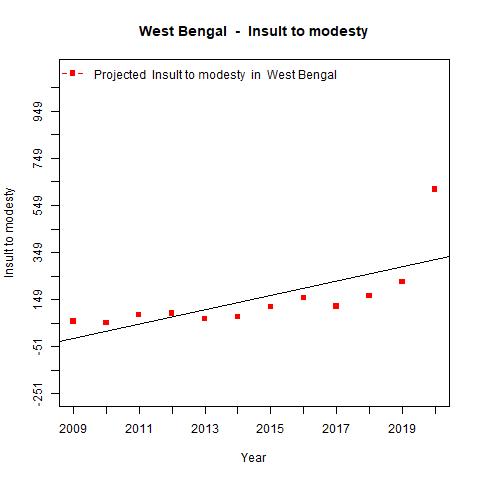 West Bengal - Insult to modesty
Projected Insult to modesty in West Bengal
949
749
549
349
149
-51
-251
Insult to modesty
2009 2011 2013 2015 2017 2019
Year